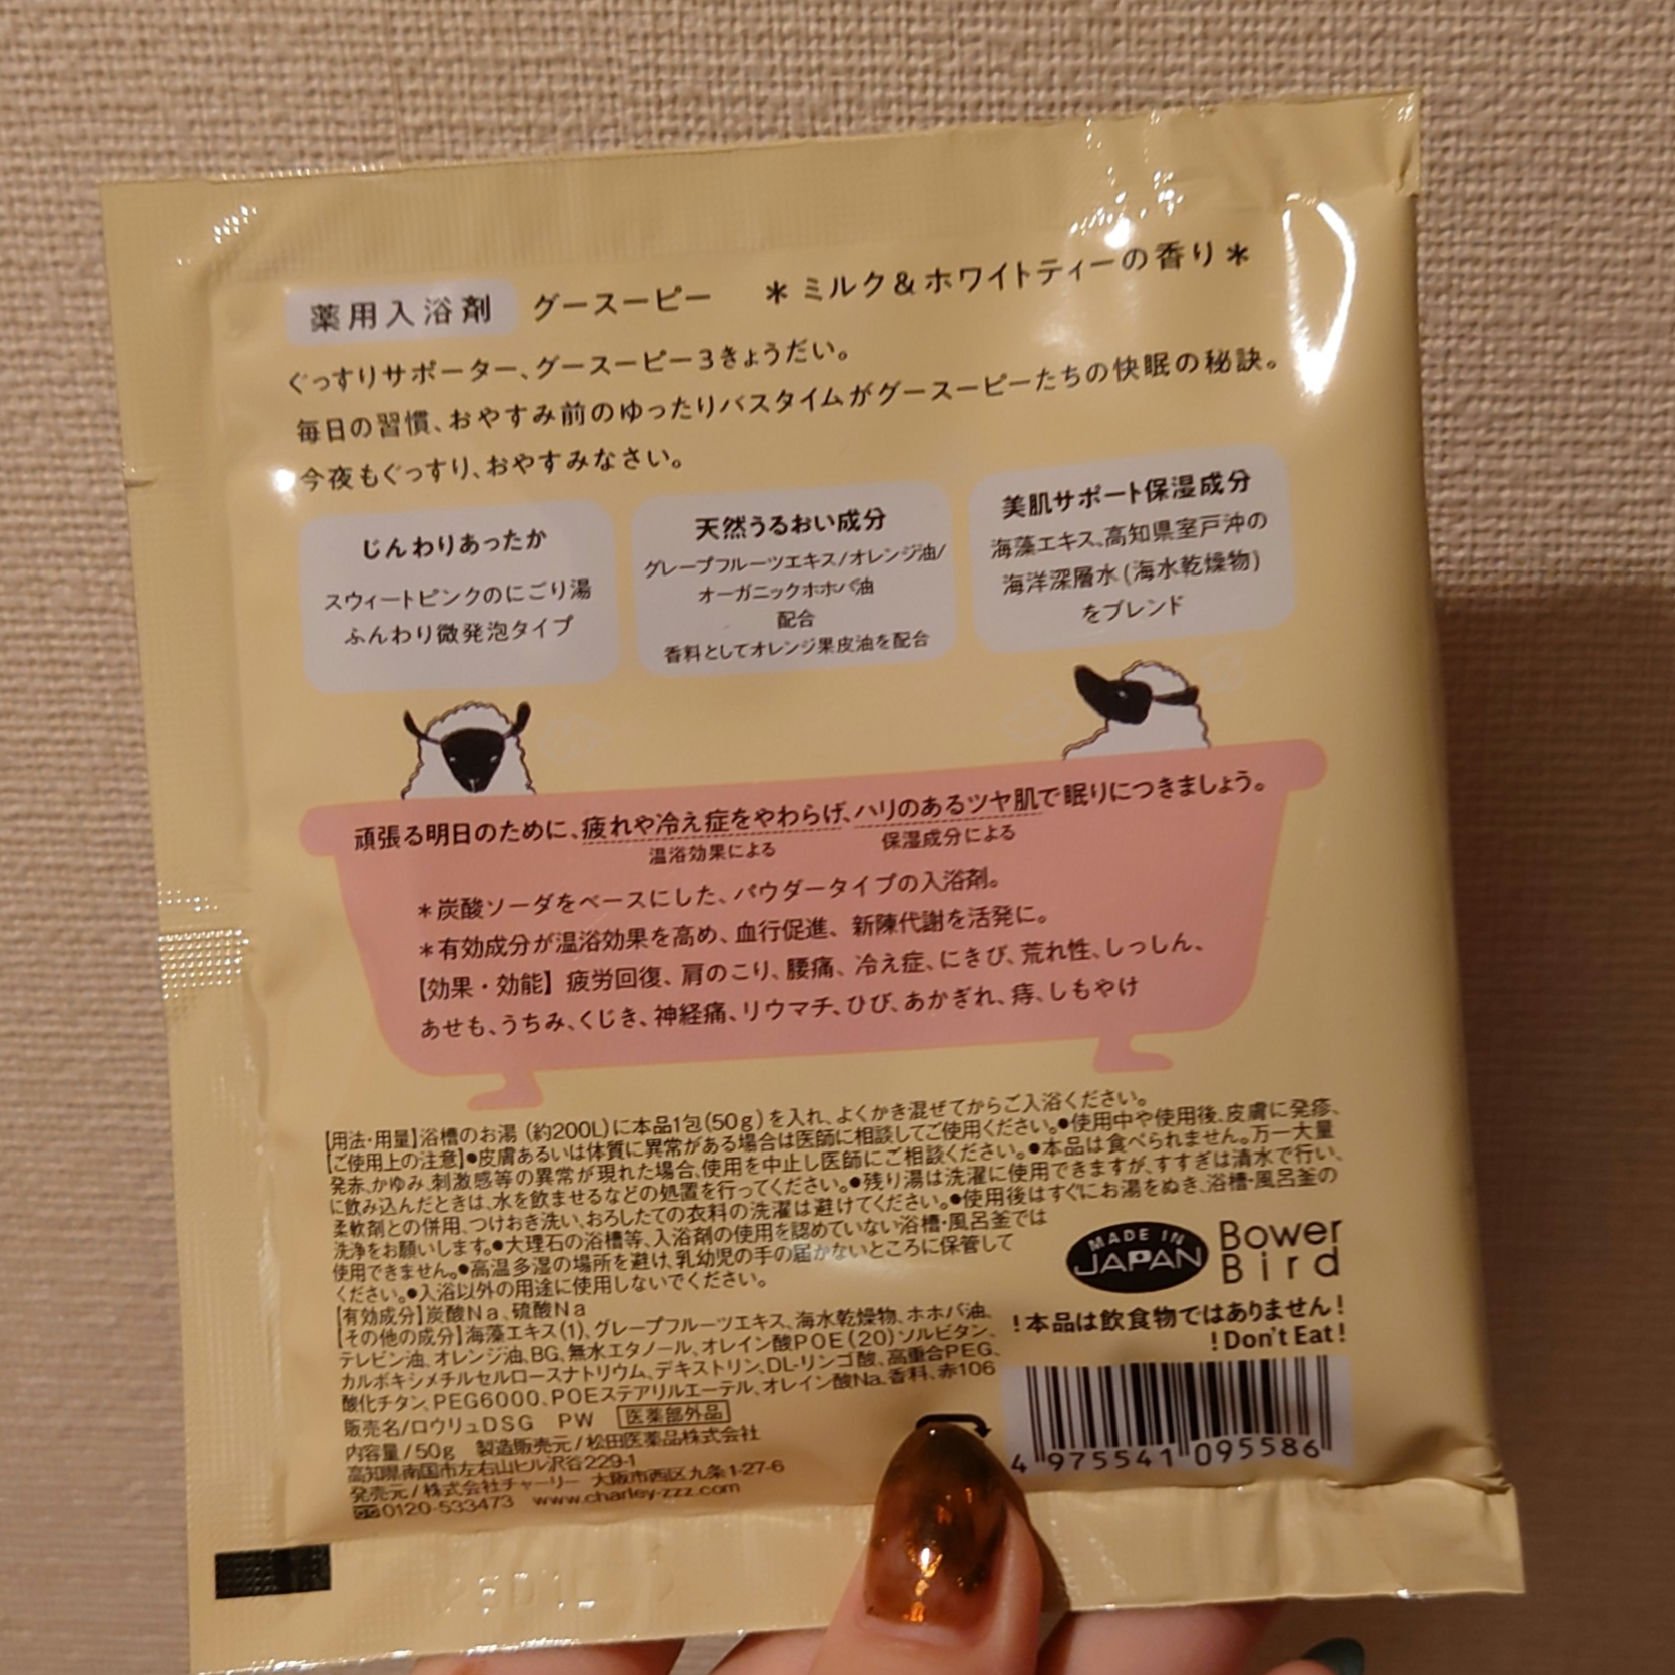 薬用入浴剤 グースーピー ＊ミルク＆ホワイトティーの香り＊
ぐっすりサポーター、グースーピー3きょうだい。
毎日の習慣、おやすみ前のゆったりバスタイムがグースーピーたちの快眠の秘訣。
今夜もぐっすり、おやすみなさい。
じんわりあったか
スウィートピンクのにごり湯
ふんわり微発泡タイプ
天然うるおい成分
グレープフルーツエキス/オレンジ油/
オーガニックホホバ油
配合
香料としてオレンジ果皮油を配合
美肌サポート保湿成分
海藻エキス、高知県室戸沖の
海洋深層水(海水乾燥物)
をブレンド
頑張る明日のために、疲れや冷え症をやわらげ、ハリのあるツヤ肌で眠りにつきましょう。
温浴効果による 保湿成分による
＊炭酸ソーダをベースにした、パウダータイプの入浴剤。
＊有効成分が温浴効果を高め、血行促進、新陳代謝を活発に。
【効果・効能】疲労回復、肩のこり、腰痛、冷え症、にきび、荒れ性、しっしん、
あせも、うちみ、くじき、神経痛、リウマチ、ひび、あかぎれ、痔、しもやけ
【用法・用量】浴槽のお湯(約200L)に本品1包(50g)を入れ、よくかき混ぜてからご入浴ください。
【ご使用上の注意】●皮膚あるいは体質に異常がある場合は医師に相談してご使用ください。●使用中や使用後、皮膚に発疹、
発赤、かゆみ、刺激感等の異常が現れた場合、使用を中止し医師にご相談ください。●本品は食べられません。万一大量
に飲み込んだときは、水を飲ませるなどの処置を行ってください。●残り湯は洗濯に使用できますが、すすぎは清水で行い、
柔軟剤との併用、つけおき洗い、おろしたての衣料の洗濯は避けてください。●使用後はすぐにお湯をぬき、浴槽・風呂釜の
洗浄をお願いします。●大理石の浴槽等、入浴剤の使用を認めていない浴槽・風呂釜では
使用できません。●高温多湿の場所を避け、乳幼児の手の届かないところに保管して
ください。●入浴以外の用途に使用しないでください。
【有効成分】炭酸Na、硫酸Na
【その他の成分】海藻エキス(1)、グレープフルーツエキス、海水乾燥物、ホホバ油、
テレビン油、オレンジ油、BG、無水エタノール、オレイン酸POE(20)ソルビタン、
カルボキシメチルセルロースナトリウム、デキストリン、DL-リンゴ酸、高重合PEG、
酸化チタン、PEG6000、POEステアリルエーテル、オレイン酸Na、香料、赤106
販売名/ロウリュDSG PW 医薬部外品
内容量/50g 製造販売元/松田医薬品株式会社
高知県南国市左右山ヒル沢谷229-1
発売元/株式会社チャーリー 大阪市西区九条1-27-6
0120-533473 www.charley-zzz.com
MADE IN
JAPAN
Bower
Bird
!本品は飲食物ではありません!
!Don't Eat!
4 975541 095586